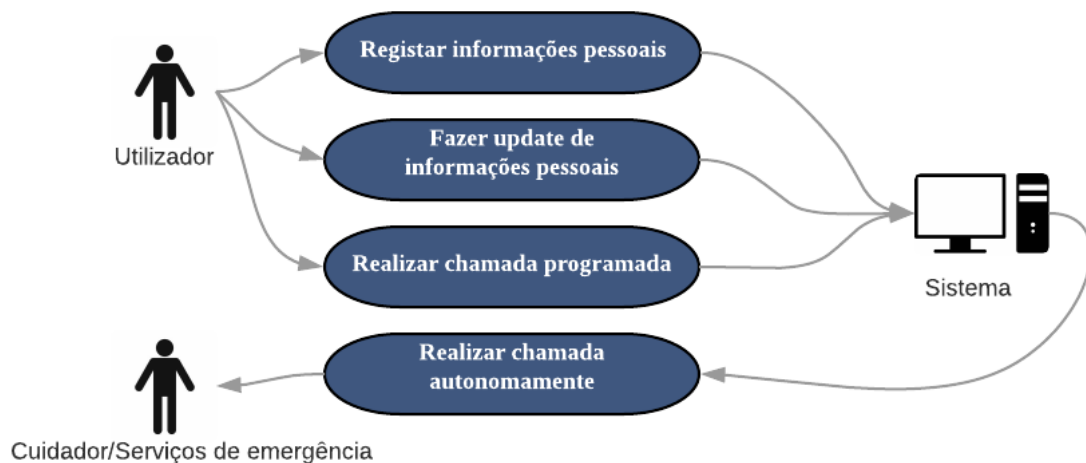 Registar informações pessoais
Utilizador
Fazer update de
informações pessoais
Realizar chamada programada
Sistema
Realizar chamada
autonomamente
Cuidador/Serviços de emergência